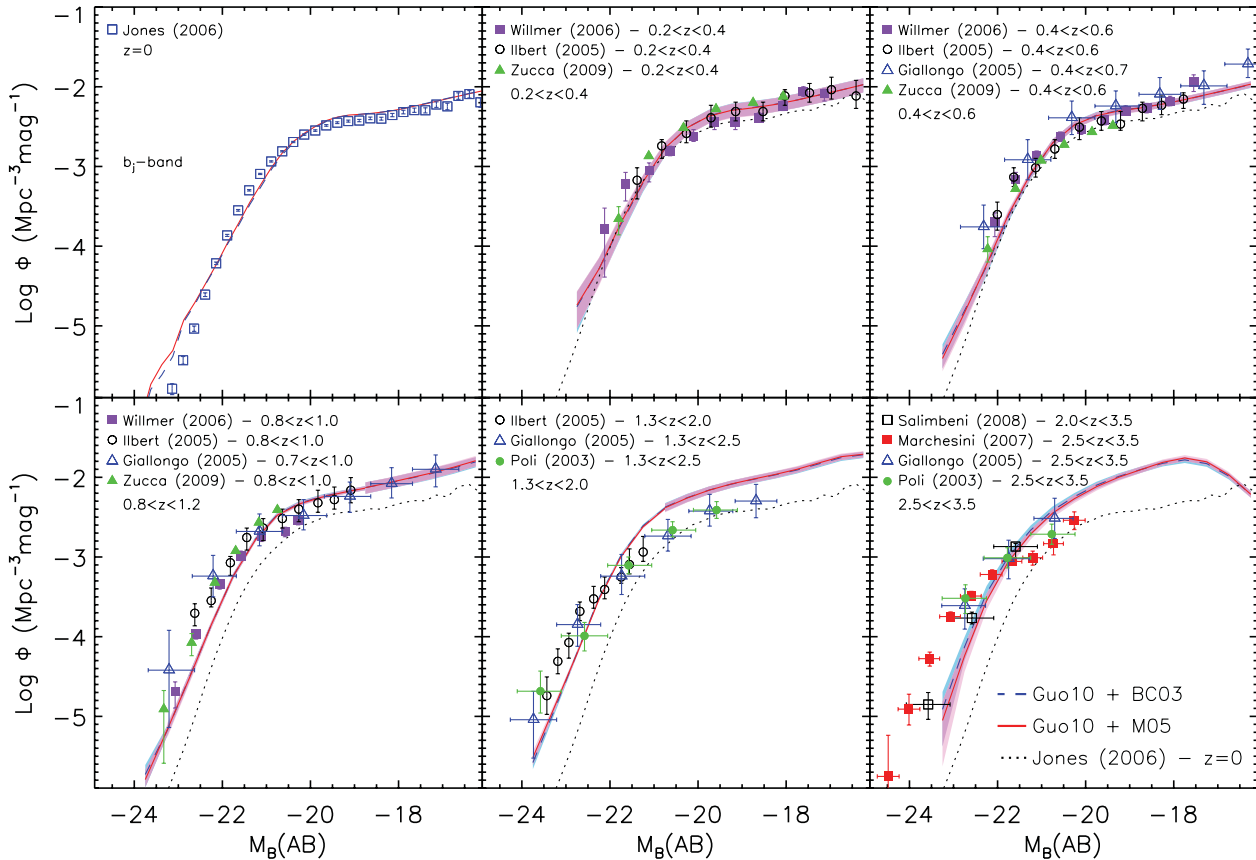 Jones (2006)
z=0
b_j-band
Willmer (2006) - 0.2<z<0.4
Ilbert (2005) - 0.2<z<0.4
Zucca (2009) - 0.2<z<0.4
0.2<z<0.4
Willmer (2006) - 0.4<z<0.6
Ilbert (2005) - 0.4<z<0.6
Giallongo (2005) - 0.4<z<0.7
Zucca (2009) - 0.4<z<0.6
0.4<z<0.6
-1
-2
-3
-4
-5
Log Φ (Mpc⁻³mag⁻¹)
Willmer (2006) - 0.8<z<1.0
Ilbert (2005) - 0.8<z<1.0
Giallongo (2005) - 0.7<z<1.0
Zucca (2009) - 0.8<z<1.0
0.8<z<1.2
Ilbert (2005) - 1.3<z<2.0
Giallongo (2005) - 1.3<z<2.5
Poli (2003) - 1.3<z<2.5
1.3<z<2.0
Salimbeni (2008) - 2.0<z<3.5
Marchesini (2007) - 2.5<z<3.5
Giallongo (2005) - 2.5<z<3.5
Poli (2003) - 2.5<z<3.5
2.5<z<3.5
Guo10 + BC03
Guo10 + M05
Jones (2006) - z=0
-1
-2
-3
-4
-5
Log Φ (Mpc⁻³mag⁻¹)
-24 -22 -20 -18
-24 -22 -20 -18
-24 -22 -20 -18
M_B(AB)
M_B(AB)
M_B(AB)